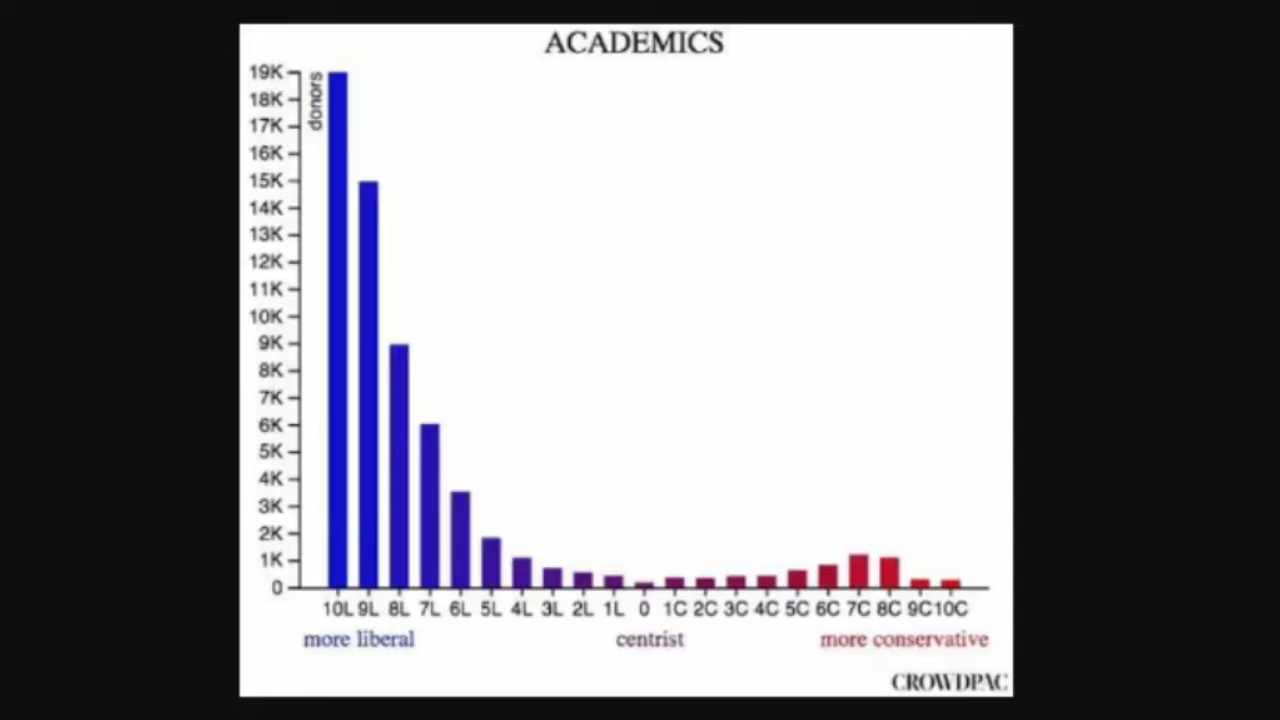 ACADEMICS
donors
19K
18K
17K
16K
15K
14K
13K
12K
11K
10K
9K
8K
7K
6K
5K
4K
3K
2K
1K
0
10L 9L 8L 7L 6L 5L 4L 3L 2L 1L 0 1C 2C 3C 4C 5C 6C 7C 8C 9C 10C
more liberal centrist more conservative
CROWDPAC